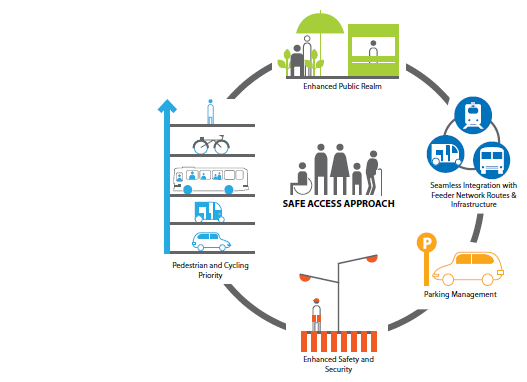 Enhanced Public Realm
Seamless Integration with
Feeder Network Routes &
Infrastructure
SAFE ACCESS APPROACH
Pedestrian and Cycling
Priority
P
Parking Management
Enhanced Safety and
Security